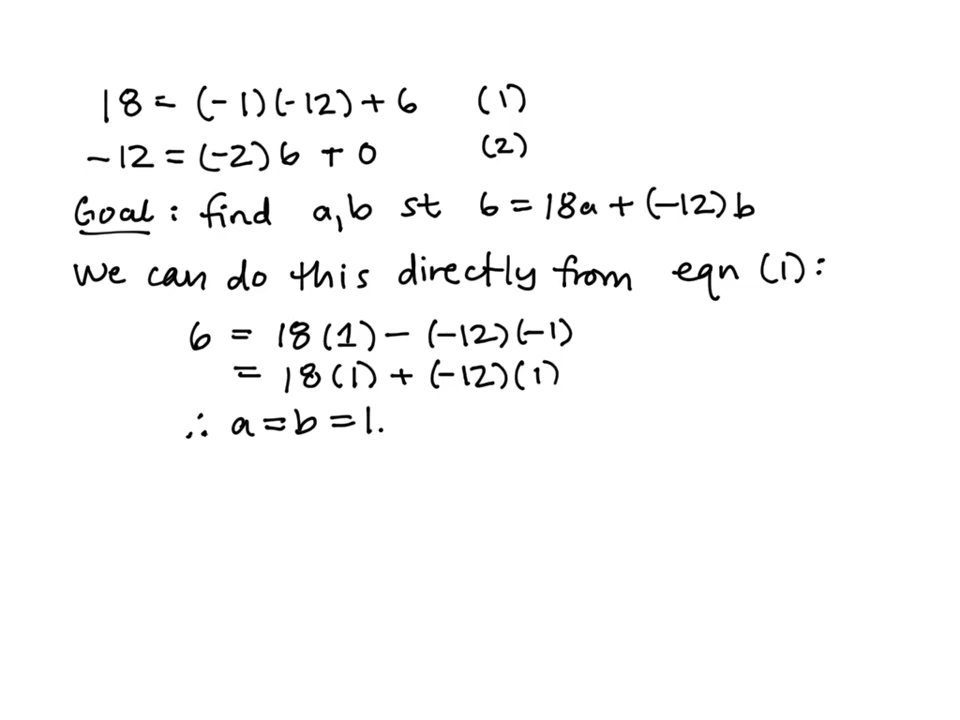 18 = (-1)(-12) + 6 (1)
-12 = (-2) 6 + 0 (2)
Goal: find a, b st 6 = 18a + (-12) b
We can do this directly from eqn (1):
6 = 18(1) - (-12)(-1)
= 18(1) + (-12)(1)
∴ a = b = 1.